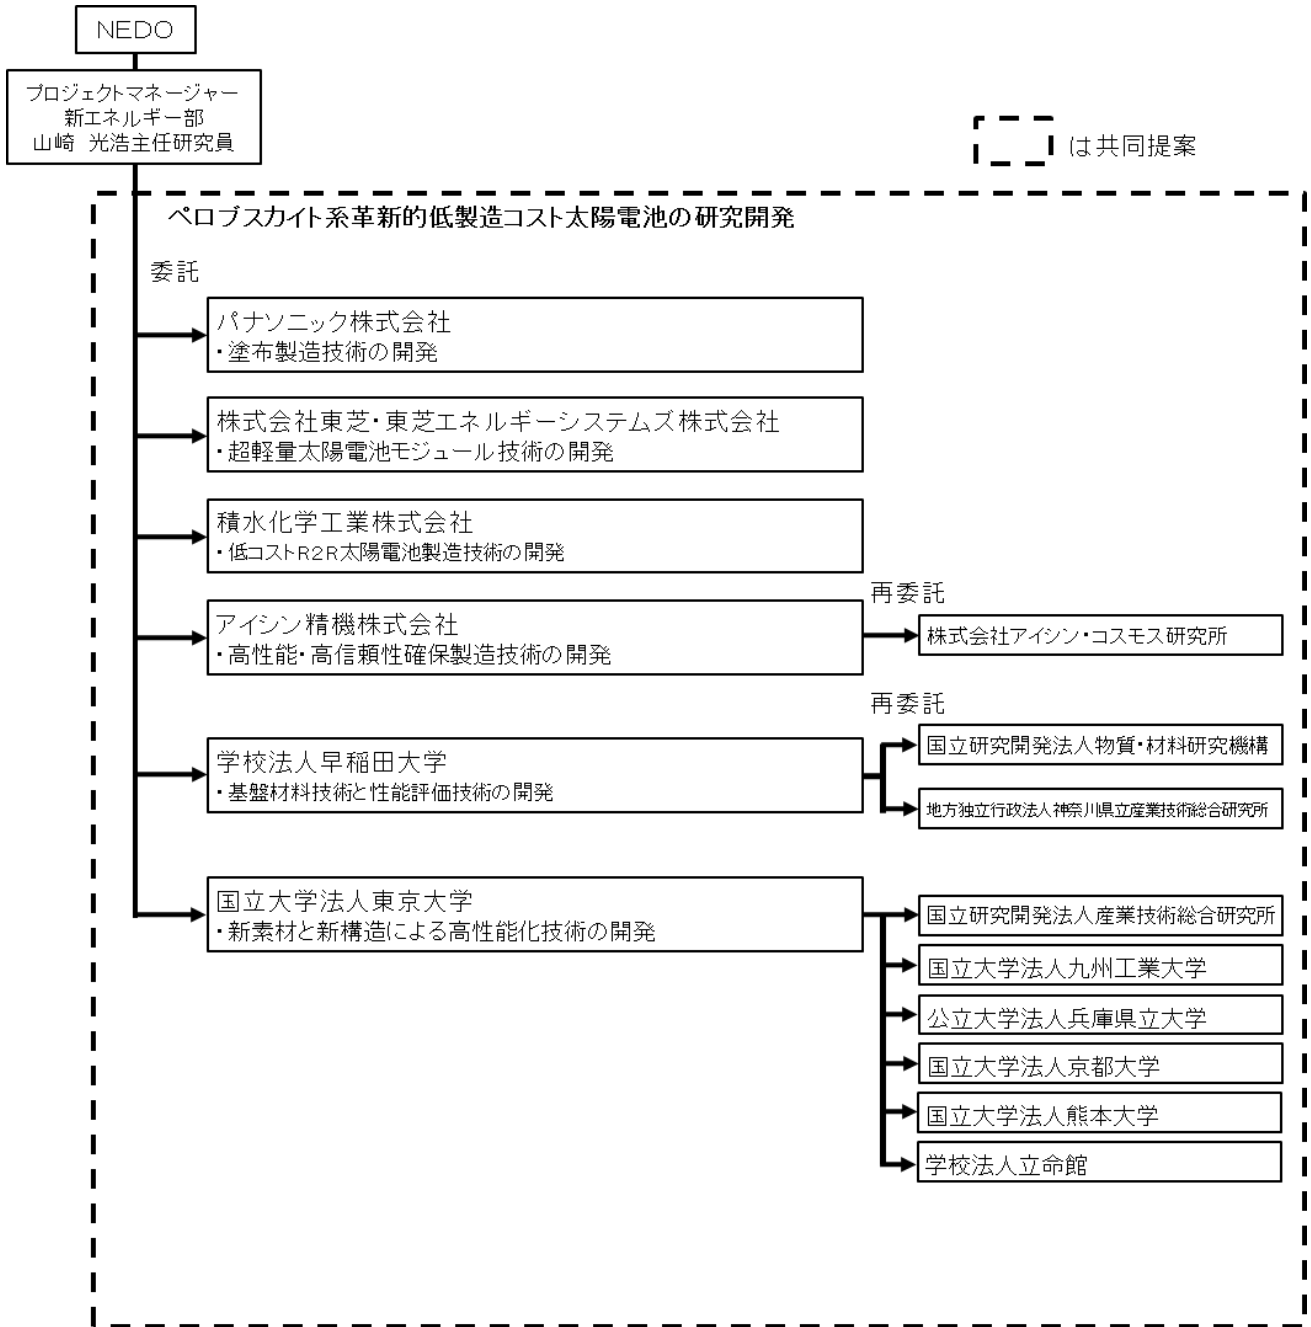 NEDO
プロジェクトマネージャー
新エネルギー部
山崎 光浩主任研究員
は共同提案
ペロブスカイト系革新的低製造コスト太陽電池の研究開発
委託
パナソニック株式会社
・塗布製造技術の開発
株式会社東芝・東芝エネルギーシステムズ株式会社
・超軽量太陽電池モジュール技術の開発
積水化学工業株式会社
・低コストR2R太陽電池製造技術の開発
アイシン精機株式会社
・高性能・高信頼性確保製造技術の開発
再委託
株式会社アイシン・コスモス研究所
学校法人早稲田大学
・基盤材料技術と性能評価技術の開発
再委託
国立研究開発法人物質・材料研究機構
地方独立行政法人神奈川県立産業技術総合研究所
国立大学法人東京大学
・新素材と新構造による高性能化技術の開発
国立研究開発法人産業技術総合研究所
国立大学法人九州工業大学
公立大学法人兵庫県立大学
国立大学法人京都大学
国立大学法人熊本大学
学校法人立命館